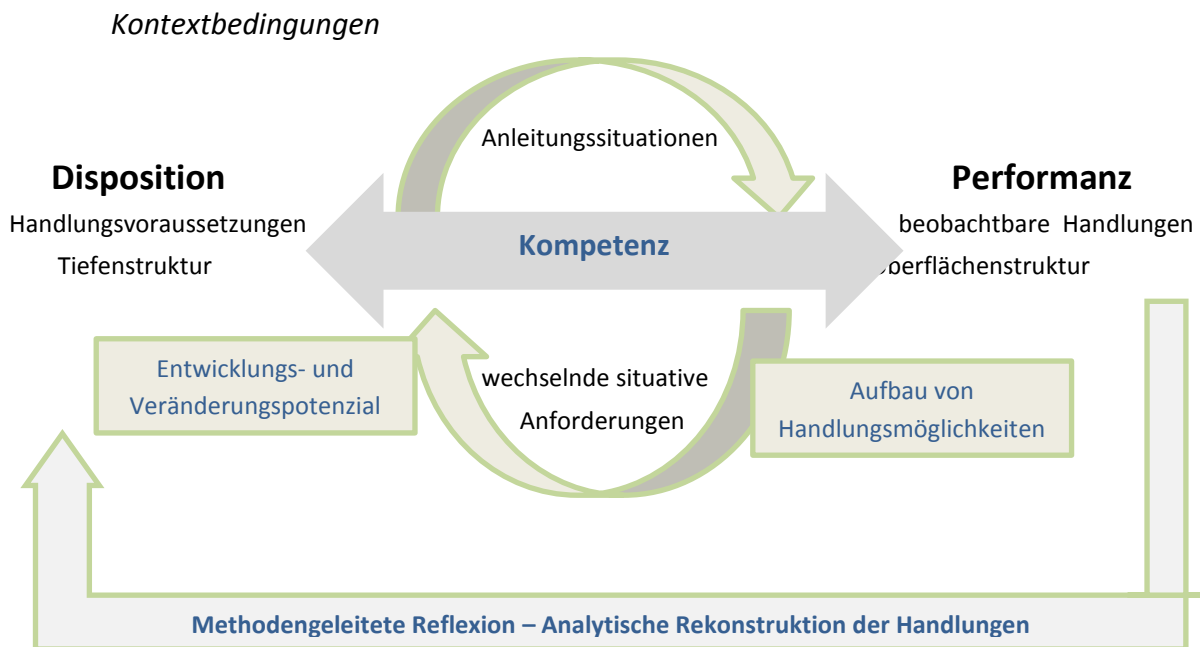 Kontextbedingungen
Anleitungssituationen
Disposition
Handlungsvoraussetzungen
Tiefenstruktur
Kompetenz
Performanz
beobachtbare Handlungen
Oberflächenstruktur
Entwicklungs- und
Veränderungspotenzial
wechselnde situative
Anforderungen
Aufbau von
Handlungsmöglichkeiten
Methodengeleitete Reflexion – Analytische Rekonstruktion der Handlungen